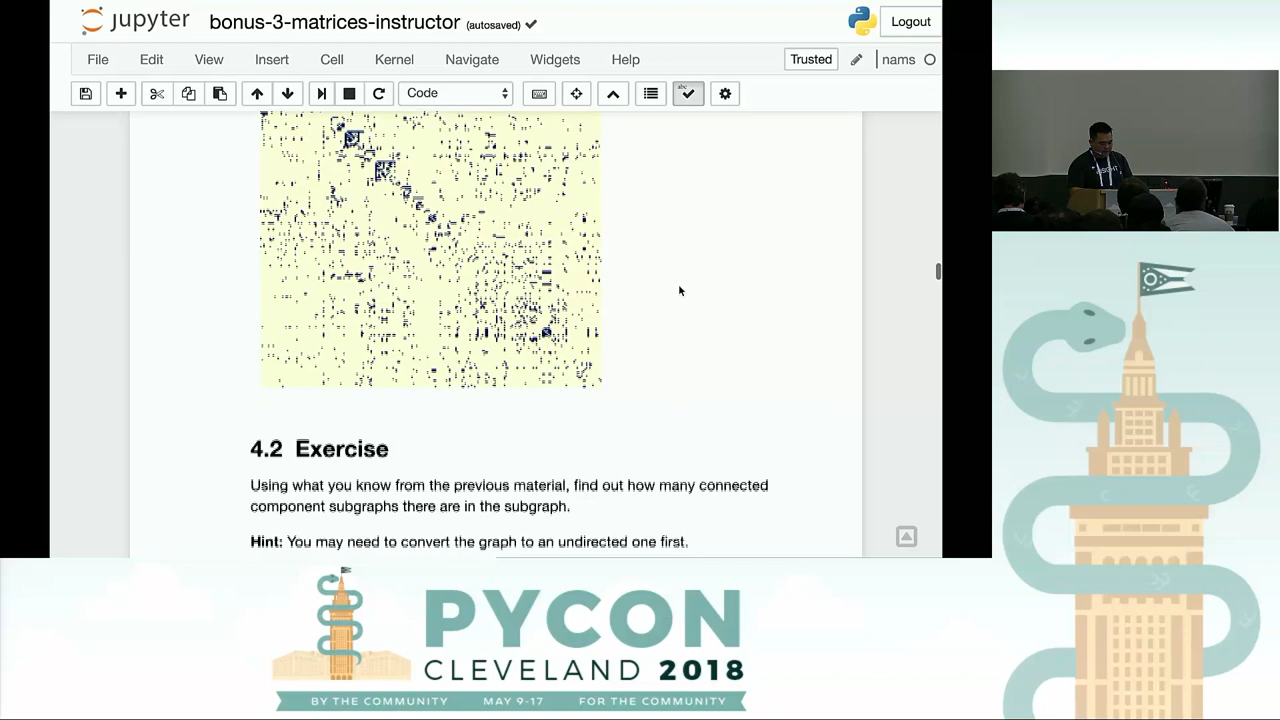 jupyter bonus-3-matrices-instructor (autosaved) Logout
File Edit View Insert Cell Kernel Navigate Widgets Help Trusted nams
Code
4.2 Exercise
Using what you know from the previous material, find out how many connected
component subgraphs there are in the subgraph.
Hint: You may need to convert the graph to an undirected one first.
PYCON
CLEVELAND 2018
BY THE COMMUNITY MAY 9-17 FOR THE COMMUNITY